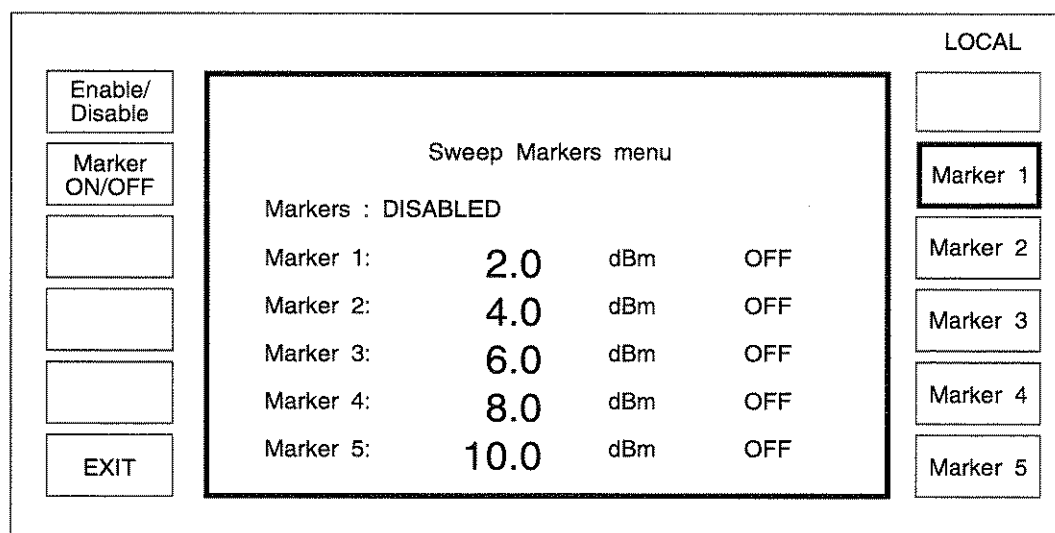 LOCAL
Enable/
Disable
Marker
ON/OFF
EXIT
Sweep Markers menu
Markers : DISABLED
Marker 1: 2.0 dBm OFF
Marker 2: 4.0 dBm OFF
Marker 3: 6.0 dBm OFF
Marker 4: 8.0 dBm OFF
Marker 5: 10.0 dBm OFF
Marker 1
Marker 2
Marker 3
Marker 4
Marker 5